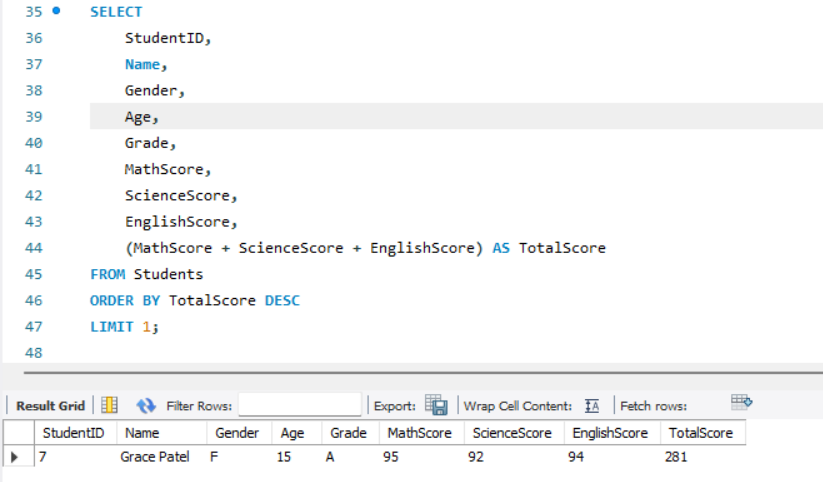 35 SELECT
36 StudentID,
37 Name,
38 Gender,
39 Age,
40 Grade,
41 MathScore,
42 ScienceScore,
43 EnglishScore,
44 (MathScore + ScienceScore + EnglishScore) AS TotalScore
45 FROM Students
46 ORDER BY TotalScore DESC
47 LIMIT 1;
48
Result Grid Filter Rows: Export: Wrap Cell Content: Fetch rows:
StudentID Name Gender Age Grade MathScore ScienceScore EnglishScore TotalScore
7 Grace Patel F 15 A 95 92 94 281